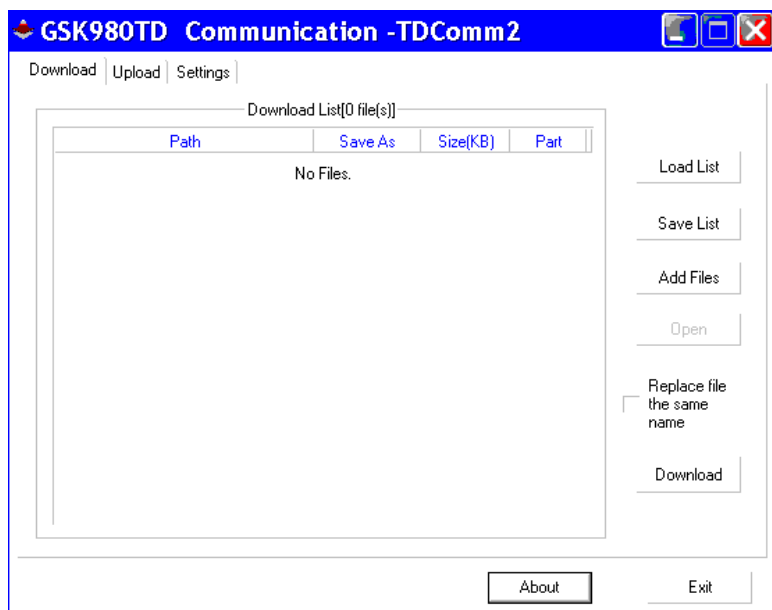 GSK980TD Communication -TDComm2
Download Upload Settings
Download List[0 file(s)]
Path Save As Size(KB) Part
No Files.
Load List
Save List
Add Files
Open
Replace file
the same
name
Download
About Exit